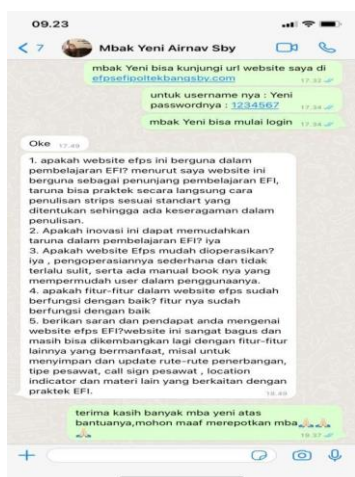 09.23
7
Mbak Yeni Airnav Sby
mbak Yeni bisa kunjungi url website saya di
efpsefipoltekbangsby.com
17.33
untuk username nya : Yeni
passwordnya : 1234567
17.34
mbak Yeni bisa mulai login
17.34
Oke
17.49
1. apakah website efps ini berguna dalam
pembelajaran EFI? menurut saya website ini
berguna sebagai penunjang pembelajaran EFI,
taruna bisa praktek secara langsung cara
penulisan strips sesuai standart yang
ditentukan sehingga ada keseragaman dalam
penulisan.
2. Apakah inovasi ini dapat memudahkan
taruna dalam pembelajaran EFI? iya
3. Apakah website Efps mudah dioperasikan?
iya , pengoperasiannya sederhana dan tidak
terlalu sulit, serta ada manual book nya yang
mempermudah user dalam penggunaanya.
4. apakah fitur-fitur dalam website efps sudah
berfungsi dengan baik? fitur nya sudah
berfungsi dengan baik
5. berikan saran dan pendapat anda mengenai
website efps EFI?website ini sangat bagus dan
masih bisa dikembangkan lagi dengan fitur-fitur
lainnya yang bermanfaat, misal untuk
menyimpan dan update rute-rute penerbangan,
tipe pesawat, call sign pesawat , location
indicator dan materi lain yang berkaitan dengan
praktek EFI.
18.49
terima kasih banyak mba yeni atas
bantuanya,mohon maaf merepotkan mba🙏🙏
🙏
19.37